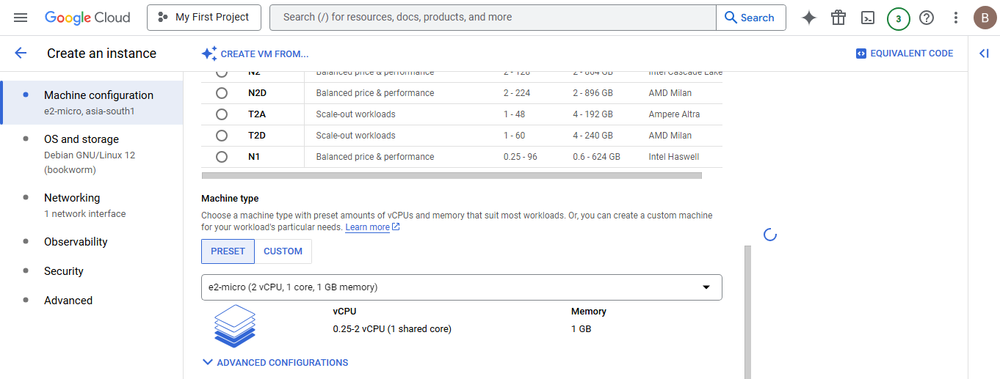 Google Cloud
My First Project
Search (/) for resources, docs, products, and more
Search
3
B
Create an instance
CREATE VM FROM...
EQUIVALENT CODE
Machine configuration
e2-micro, asia-south1
OS and storage
Debian GNU/Linux 12
(bookworm)
Networking
1 network interface
Observability
Security
Advanced
N2 Balanced price & performance 2 - 128 2 - 864 GB Intel Cascade Lake
N2D Balanced price & performance 2 - 224 2 - 896 GB AMD Milan
T2A Scale-out workloads 1 - 48 4 - 192 GB Ampere Altra
T2D Scale-out workloads 1 - 60 4 - 240 GB AMD Milan
N1 Balanced price & performance 0.25 - 96 0.6 - 624 GB Intel Haswell
Machine type
Choose a machine type with preset amounts of vCPUs and memory that suit most workloads. Or, you can create a custom machine
for your workload's particular needs. Learn more
PRESET CUSTOM
e2-micro (2 vCPU, 1 core, 1 GB memory)
vCPU Memory
0.25-2 vCPU (1 shared core) 1 GB
ADVANCED CONFIGURATIONS